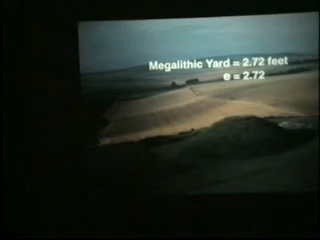 Megalithic Yard = 2.72 feet
e = 2.72